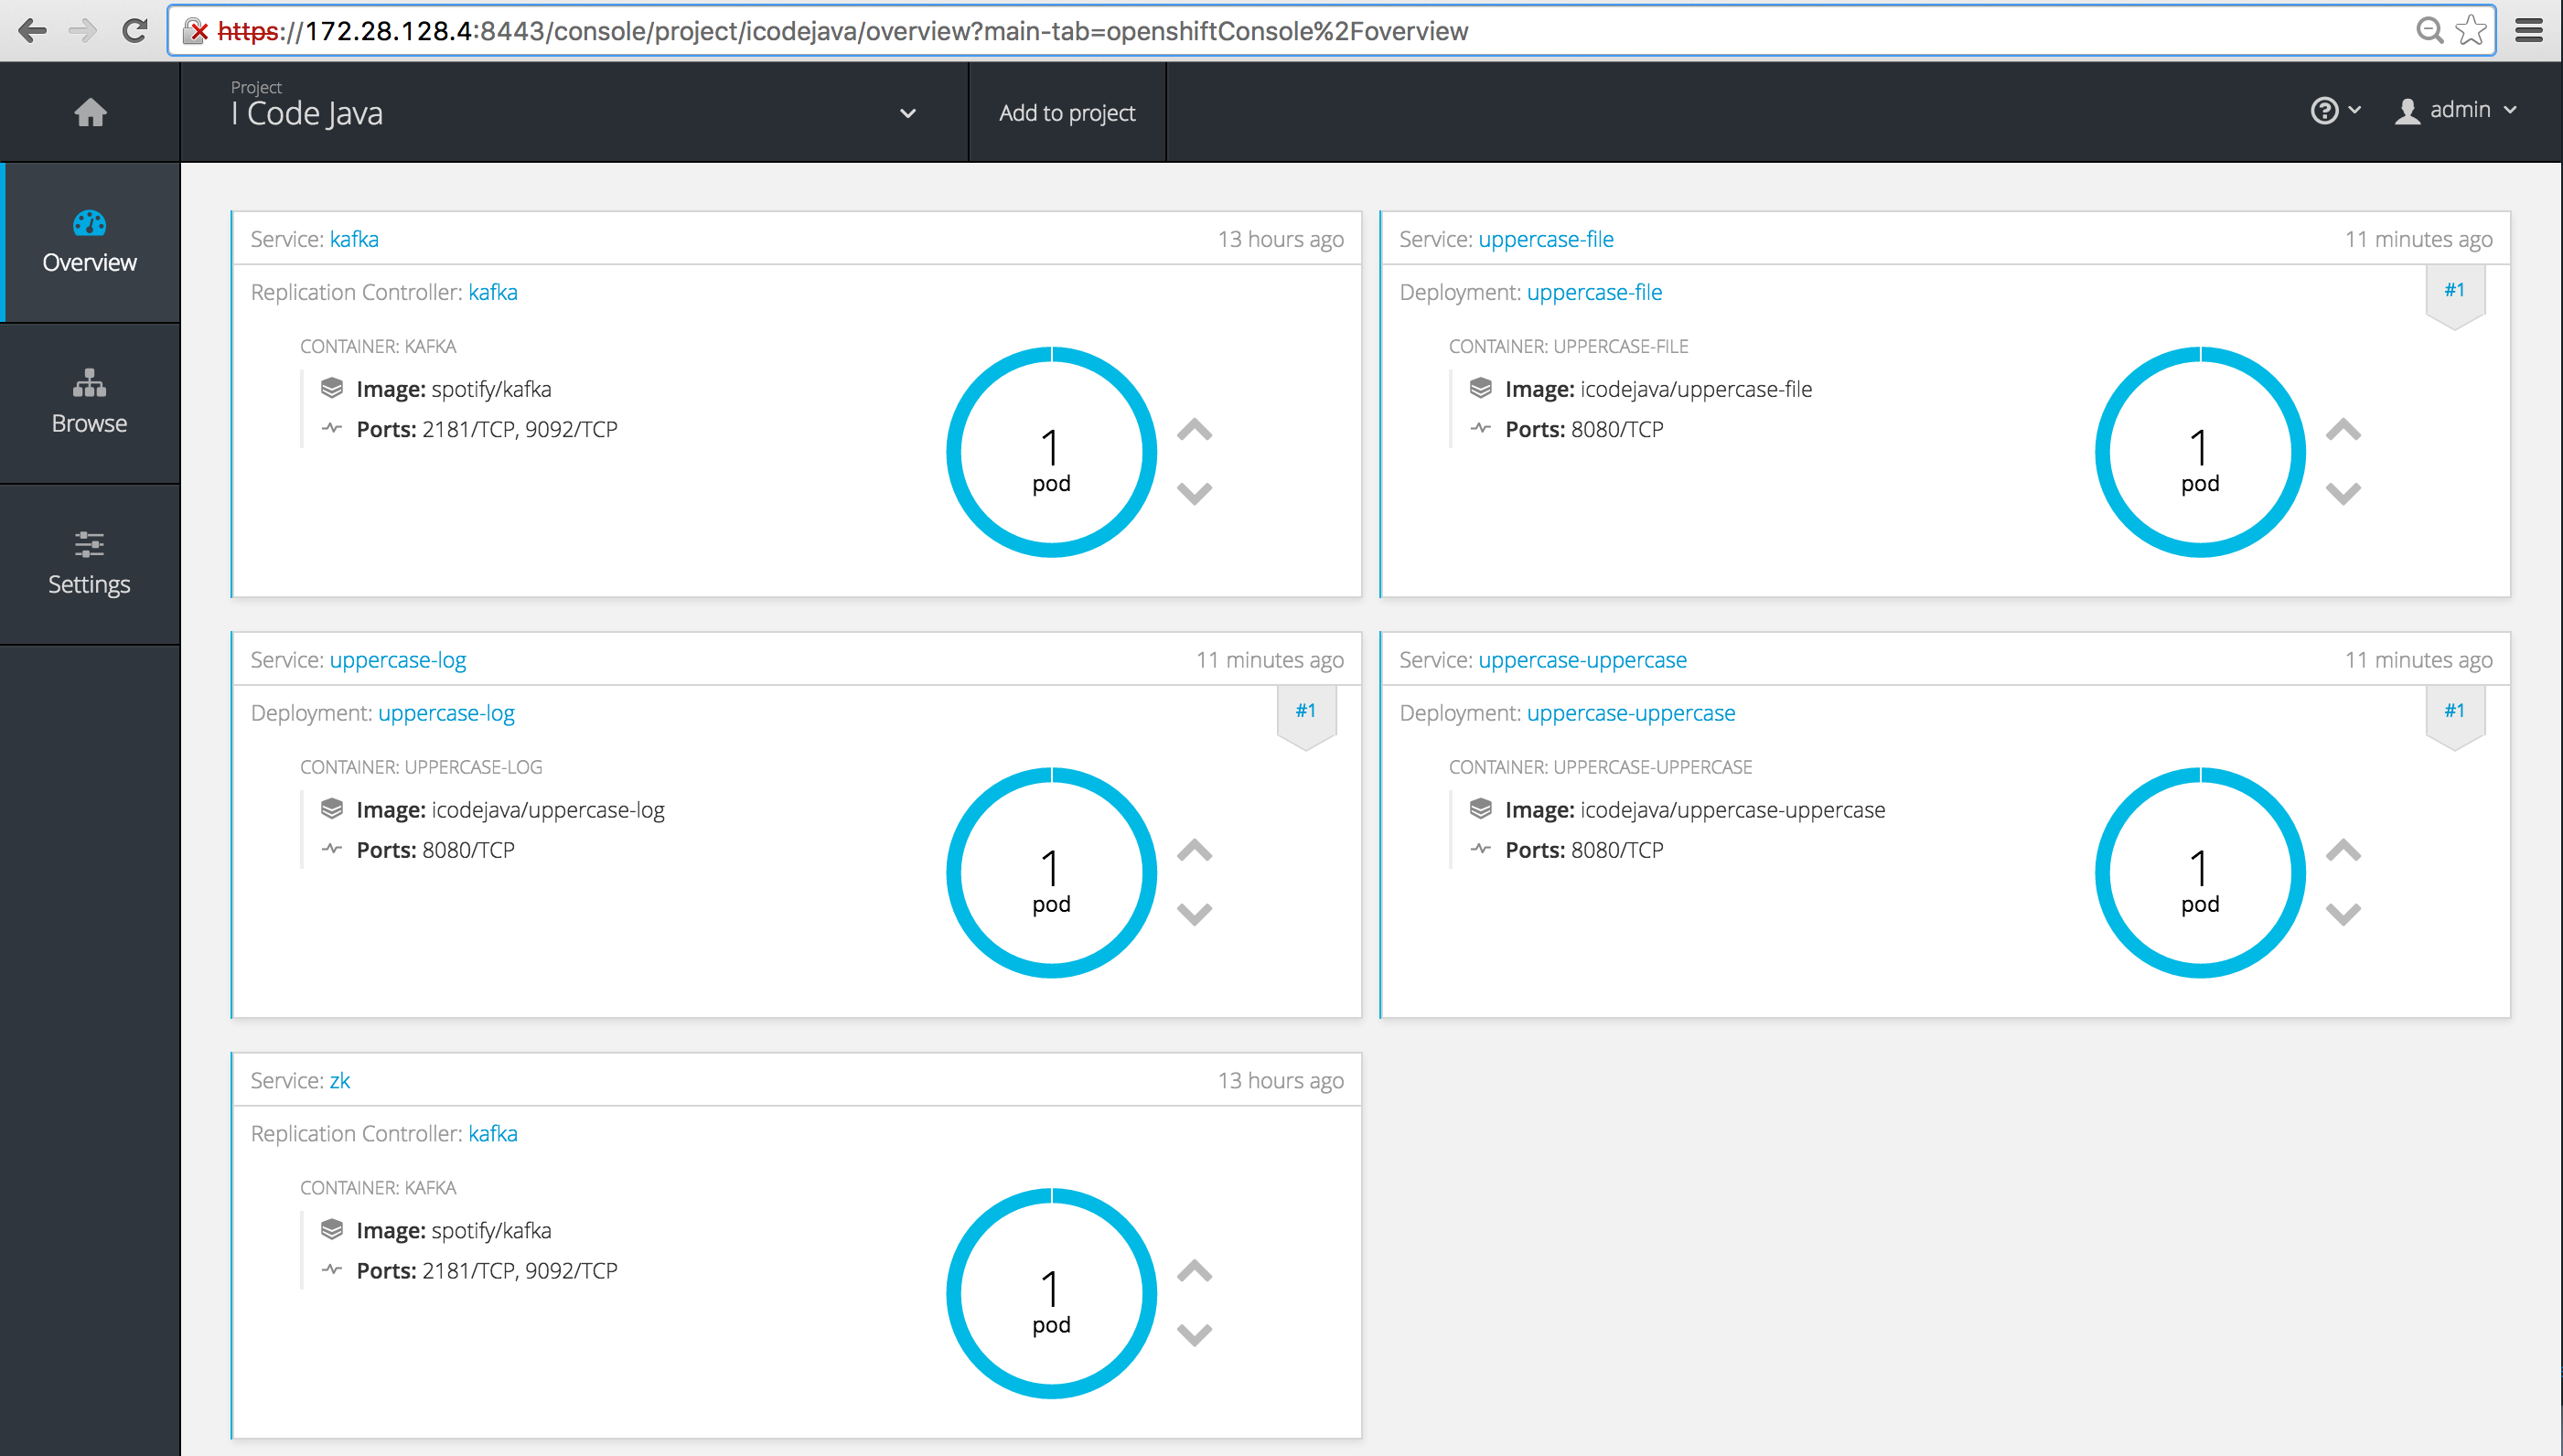 https://172.28.128.4:8443/console/project/icodejava/overview?main-tab=openshiftConsole%2Foverview
Project
I Code Java
Add to project
admin
Overview
Browse
Settings
Service: kafka
13 hours ago
Replication Controller: kafka
CONTAINER: KAFKA
Image: spotify/kafka
Ports: 2181/TCP, 9092/TCP
1
pod
Service: uppercase-file
11 minutes ago
Deployment: uppercase-file
#1
CONTAINER: UPPERCASE-FILE
Image: icodejava/uppercase-file
Ports: 8080/TCP
1
pod
Service: uppercase-log
11 minutes ago
Deployment: uppercase-log
#1
CONTAINER: UPPERCASE-LOG
Image: icodejava/uppercase-log
Ports: 8080/TCP
1
pod
Service: uppercase-uppercase
11 minutes ago
Deployment: uppercase-uppercase
#1
CONTAINER: UPPERCASE-UPPERCASE
Image: icodejava/uppercase-uppercase
Ports: 8080/TCP
1
pod
Service: zk
13 hours ago
Replication Controller: kafka
CONTAINER: KAFKA
Image: spotify/kafka
Ports: 2181/TCP, 9092/TCP
1
pod